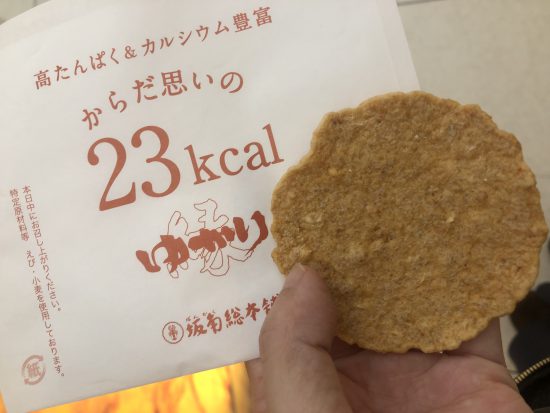 高たんぱく&カルシウム豊富
からだ思いの
23kcal
ゆかり
坂角総本舖
本日中にお召し上がりください。
特定原材料等 えび・小麦を使用しております。
紙